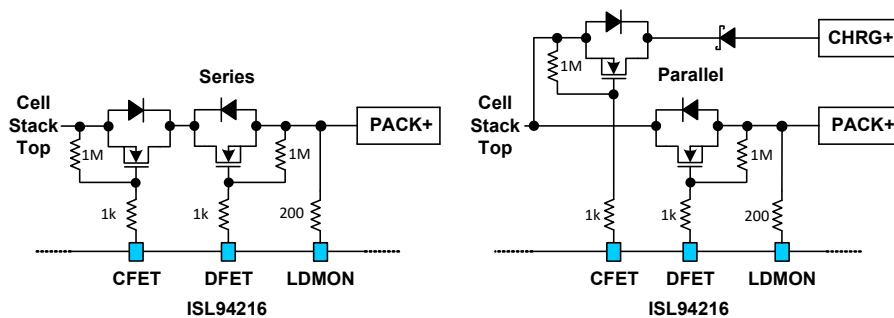 Series
Cell
Stack
Top
1M
1M
PACK+
1k
1k
200
CFET
DFET
LDMON
ISL94216
CHRG+
1M
Parallel
Cell
Stack
Top
PACK+
1M
1k
1k
200
CFET
DFET
LDMON
ISL94216